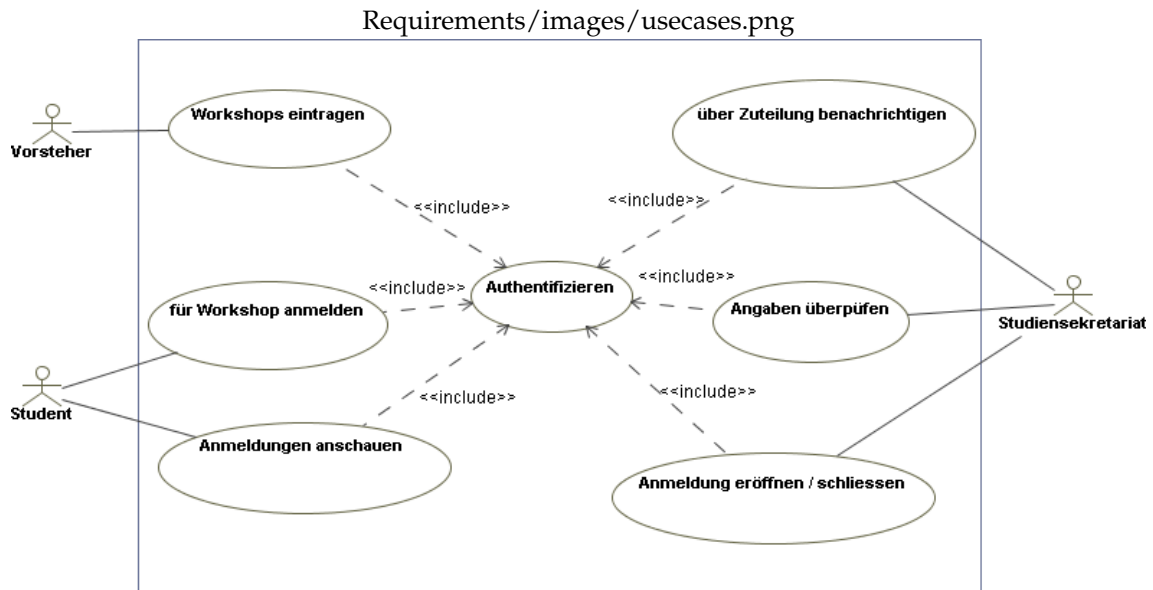 Requirements/images/usecases.png
Workshops eintragen
über Zuteilung benachrichtigen
Vorsteher
<<include>>
<<include>>
Authentifizieren
<<include>>
<<include>>
für Workshop anmelden
Angaben überpüfen
Studiensekretariat
<<include>>
<<include>>
Student
Anmeldungen anschauen
Anmeldung eröffnen / schliessen